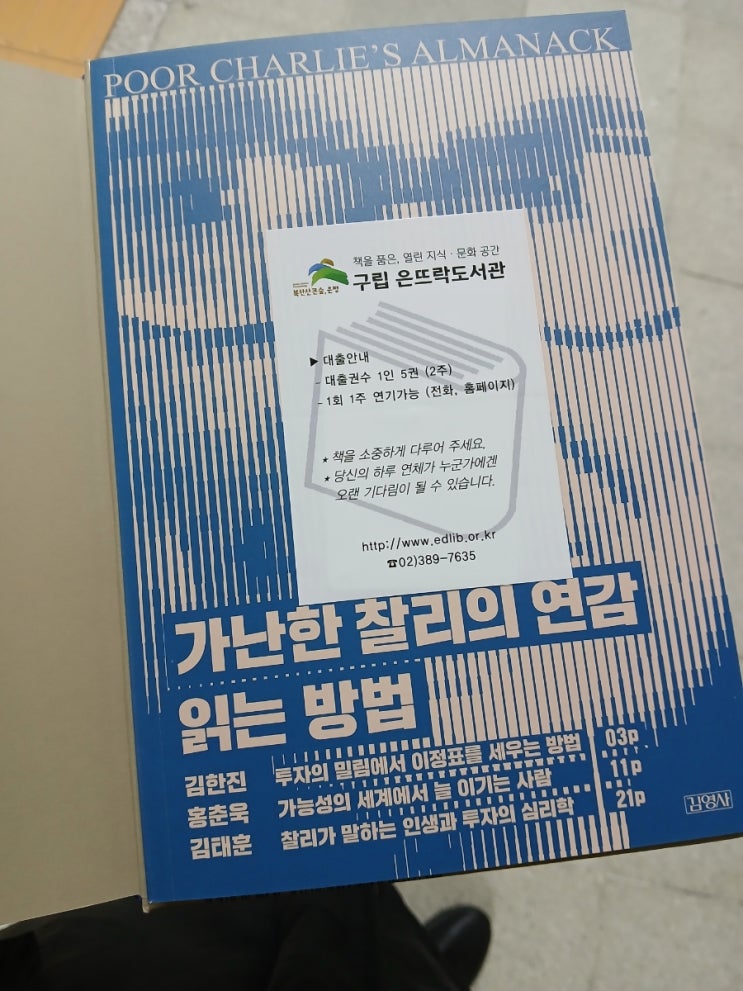 POOR CHARLIE'S ALMANACK
책을 품은, 열린 지식·문화 공간
북한산 큰 숲, 은평
구립 은뜨락도서관
▶ 대출안내
- 대출권수 1인 5권 (2주)
- 1회 1주 연기가능 (전화, 홈페이지)
★ 책을 소중하게 다루어 주세요.
★ 당신의 하루 연체가 누군가에겐
오랜 기다림이 될 수 있습니다.
http://www.edlib.or.kr
☎02)389-7635
가난한 찰리의 연감
읽는 방법
김한진 투자의 밀림에서 이정표를 세우는 방법 03p
홍춘욱 가능성의 세계에서 늘 이기는 사람 11p
김태훈 찰리가 말하는 인생과 투자의 심리학 21p
김영사